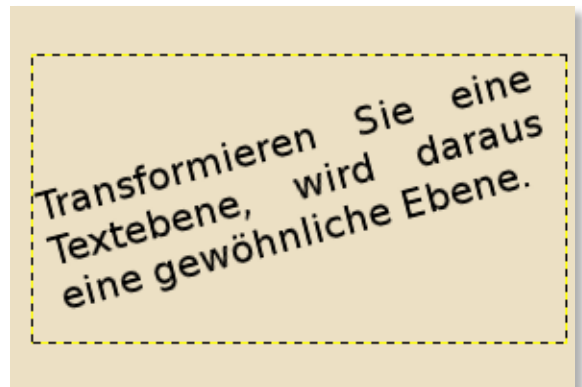 Transformieren Sie eine
Textebene, wird daraus
eine gewöhnliche Ebene.